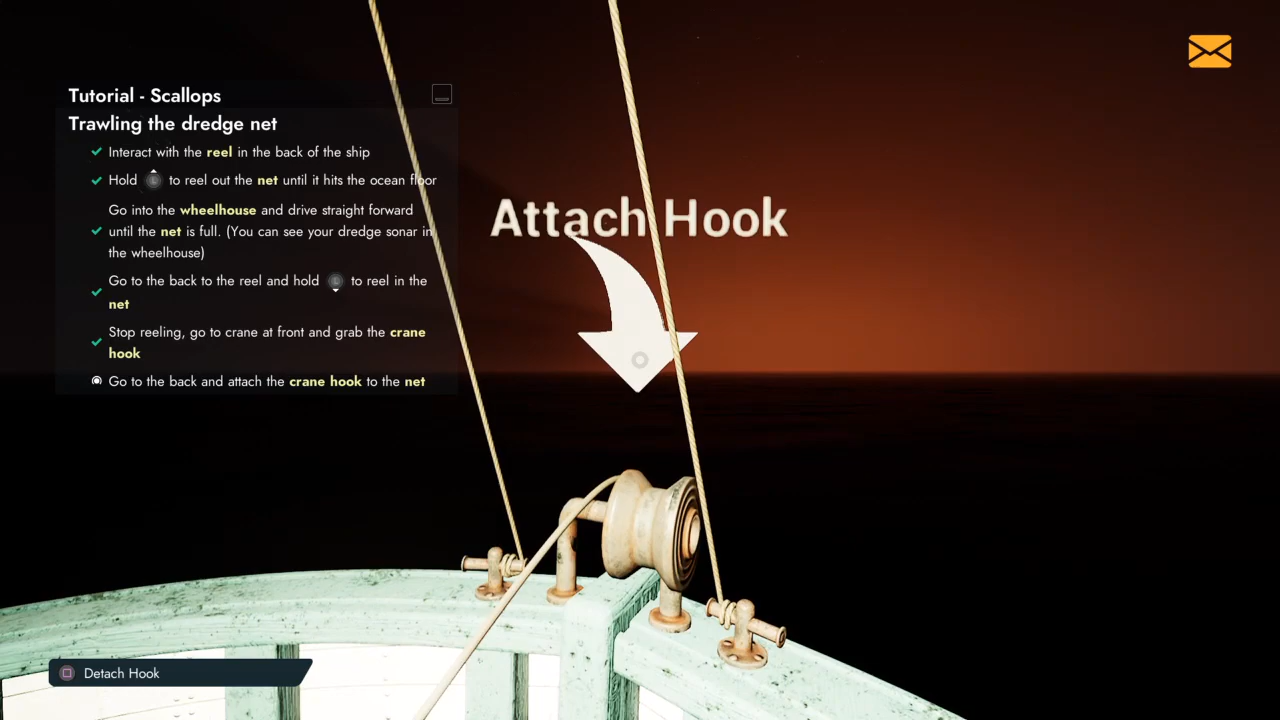 Tutorial - Scallops
Trawling the dredge net
Interact with the reel in the back of the ship
Hold to reel out the net until it hits the ocean floor
Go into the wheelhouse and drive straight forward
until the net is full. (You can see your dredge sonar in
the wheelhouse)
Go to the back to the reel and hold to reel in the
net
Stop reeling, go to crane at front and grab the crane
hook
Go to the back and attach the crane hook to the net
Attach Hook
Detach Hook